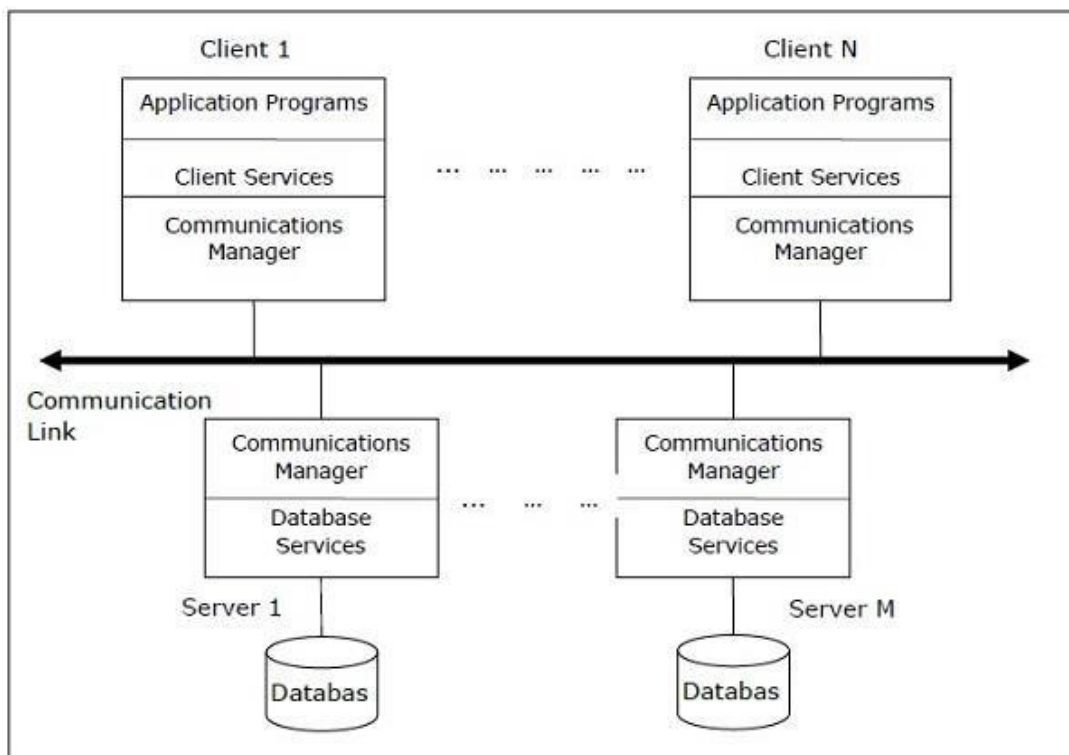 Client 1
Client N
Application Programs
Client Services
Communications
Manager
... ... ... ... ...
Application Programs
Client Services
Communications
Manager
Communication
Link
Communications
Manager
Database
Services
... ... ...
Communications
Manager
Database
Services
Server 1
Server M
Databas
Databas